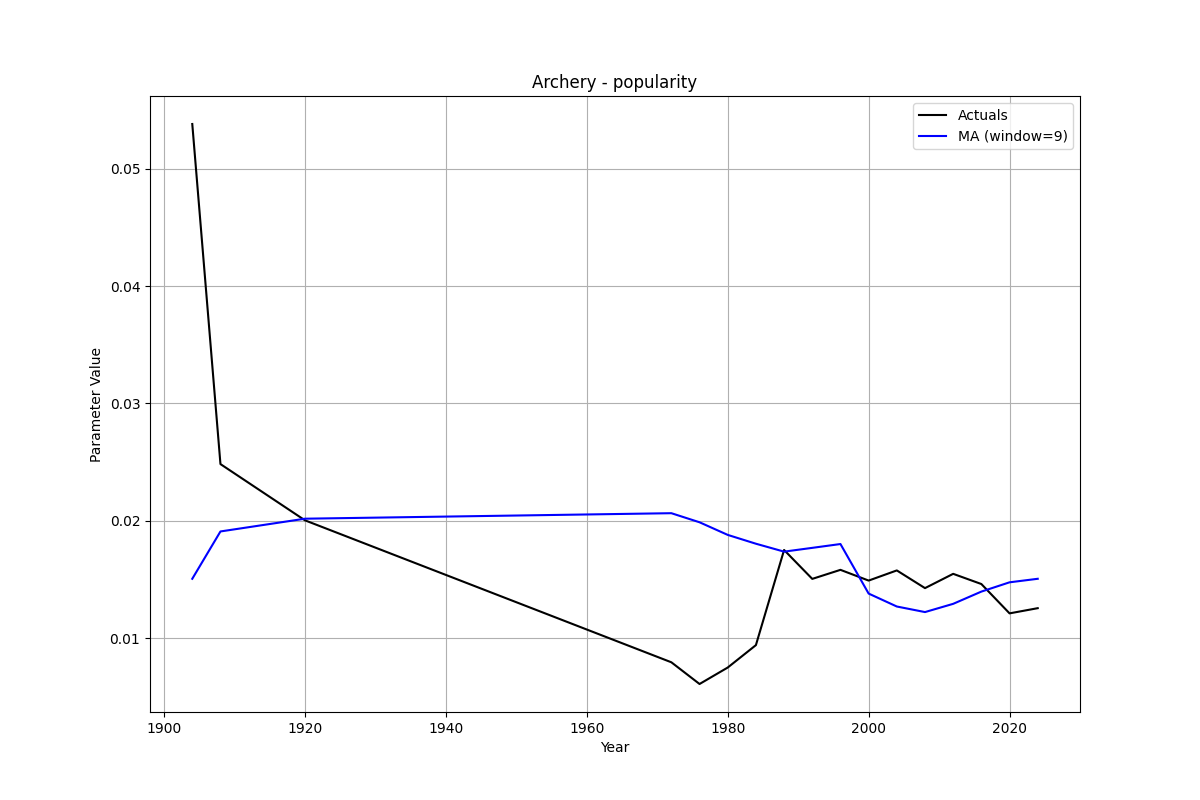 Archery - popularity
Actuals
MA (window=9)
0.05
0.04
0.03
0.02
0.01
Parameter Value
1900 1920 1940 1960 1980 2000 2020
Year